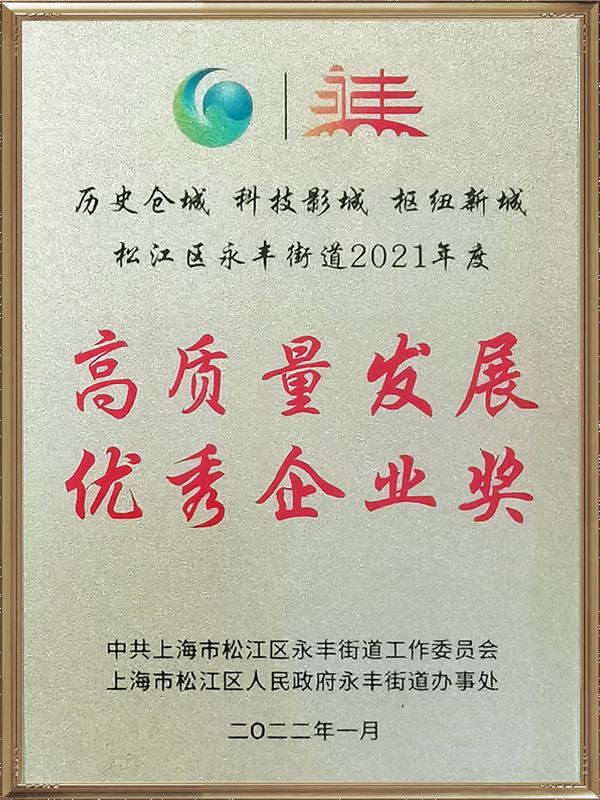 历史仓城 科技影城 枢纽新城
松江区永丰街道2021年度
高质量发展
优秀企业奖
中共上海市松江区永丰街道工作委员会
上海市松江区人民政府永丰街道办事处
二〇二二年一月